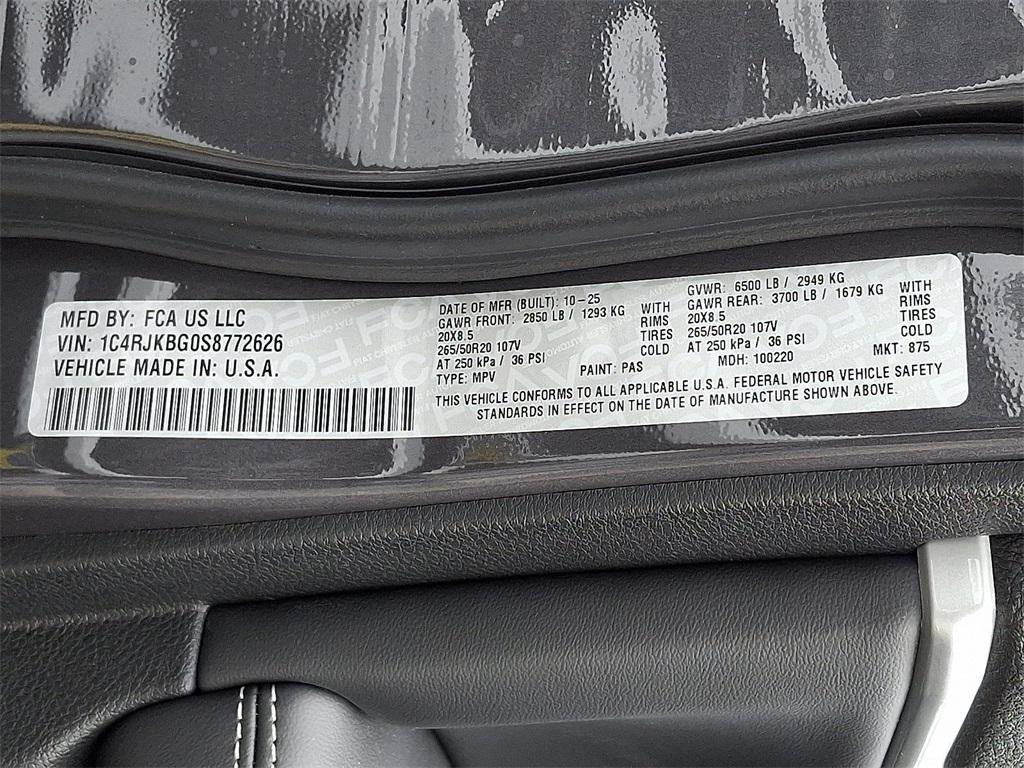 MFD BY: FCA US LLC
VIN: 1C4RJKBG0S8772626
VEHICLE MADE IN: U.S.A.
DATE OF MFR (BUILT): 10-25
GAWR FRONT: 2850 LB / 1293 KG WITH
20X8.5 RIMS
265/50R20 107V TIRES
AT 250 kPa / 36 PSI COLD
TYPE: MPV PAINT: PAS
GVWR: 6500 LB / 2949 KG
GAWR REAR: 3700 LB / 1679 KG WITH
20X8.5 RIMS
265/50R20 107V TIRES
AT 250 kPa / 36 PSI COLD
MDH: 100220 MKT: 875
THIS VEHICLE CONFORMS TO ALL APPLICABLE U.S.A. FEDERAL MOTOR VEHICLE SAFETY
STANDARDS IN EFFECT ON THE DATE OF MANUFACTURE SHOWN ABOVE.